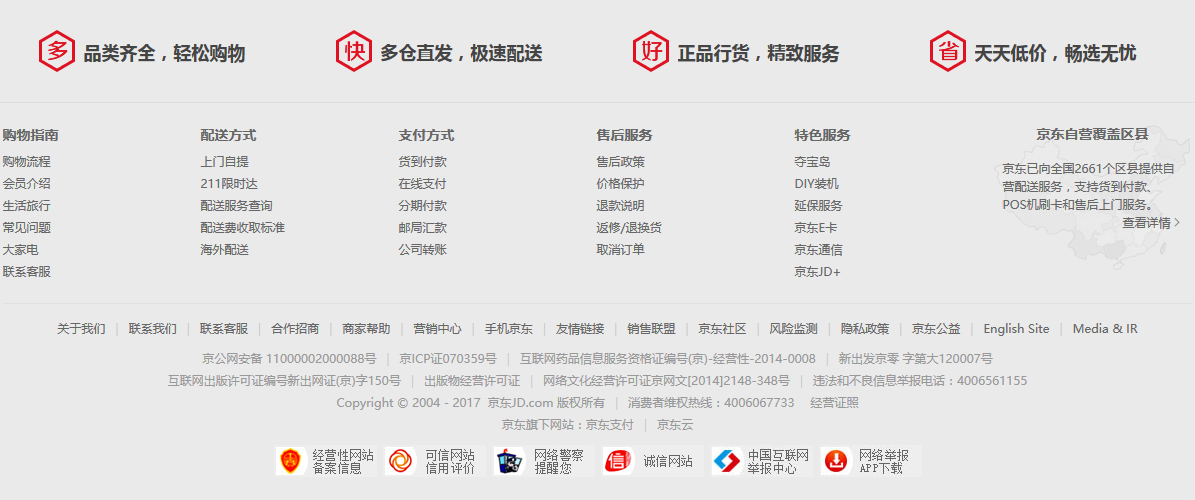 多 品类齐全，轻松购物 快 多仓直发，极速配送 好 正品行货，精致服务 省 天天低价，畅选无忧
购物指南
购物流程
会员介绍
生活旅行
常见问题
大家电
联系客服
配送方式
上门自提
211限时达
配送服务查询
配送费收取标准
海外配送
支付方式
货到付款
在线支付
分期付款
邮局汇款
公司转账
售后服务
售后政策
价格保护
退款说明
返修/退换货
取消订单
特色服务
夺宝岛
DIY装机
延保服务
京东E卡
京东通信
京东JD+
京东自营覆盖区县
京东已向全国2661个区县提供自
营配送服务，支持货到付款、
POS机刷卡和售后上门服务。
查看详情 >
关于我们 | 联系我们 | 联系客服 | 合作招商 | 商家帮助 | 营销中心 | 手机京东 | 友情链接 | 销售联盟 | 京东社区 | 风险监测 | 隐私政策 | 京东公益 | English Site | Media & IR
京公网安备 11000002000088号 | 京ICP证070359号 | 互联网药品信息服务资格证编号(京)-经营性-2014-0008 | 新出发京零 字第大120007号
互联网出版许可证编号新出网证(京)字150号 | 出版物经营许可证 | 网络文化经营许可证京网文[2014]2148-348号 | 违法和不良信息举报电话：4006561155
Copyright © 2004 - 2017 京东JD.com 版权所有 | 消费者维权热线：4006067733 经营证照
京东旗下网站：京东支付 | 京东云
经营性网站
备案信息
可信网站
信用评价
网络警察
提醒您
信 诚信网站
中国互联网
举报中心
网络举报
APP下载